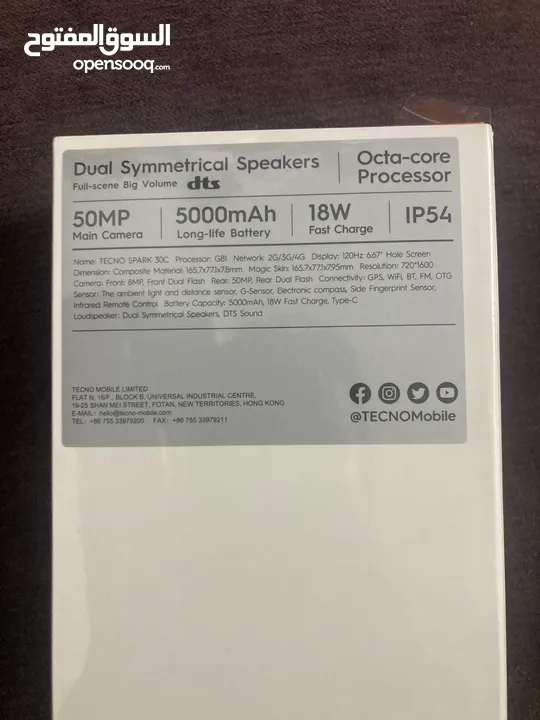 السوق المفتوح
opensooq.com
Dual Symmetrical Speakers
Full-scene Big Volume dts
Octa-core
Processor
50MP
Main Camera
5000mAh
Long-life Battery
18W
Fast Charge
IP54
Name: TECNO SPARK 30C Processor: G81 Network: 2G/3G/4G Display: 120Hz 6.67" Hole Screen
Dimension: Composite Material: 165.7x77.1x7.8mm Magic Skin: 165.7x77.1x7.95mm Resolution: 720*1600
Camera: Front: 8MP, Front Dual Flash Rear: 50MP, Rear Dual Flash Connectivity: GPS, WiFi, BT, FM, OTG
Sensor: The ambient light and distance sensor, G-Sensor, Electronic compass, Side Fingerprint Sensor,
Infrared Remote Control Battery Capacity: 5000mAh, 18W Fast Charge, Type-C
Loudspeaker: Dual Symmetrical Speakers, DTS Sound
TECNO MOBILE LIMITED
FLAT N, 16/F., BLOCK B, UNIVERSAL INDUSTRIAL CENTRE,
19-25 SHAN MEI STREET, FOTAN, NEW TERRITORIES, HONG KONG
E-MAIL: hello@tecno-mobile.com
TEL: +86 755 33979200 FAX: +86 755 33979211
@TECNOMobile